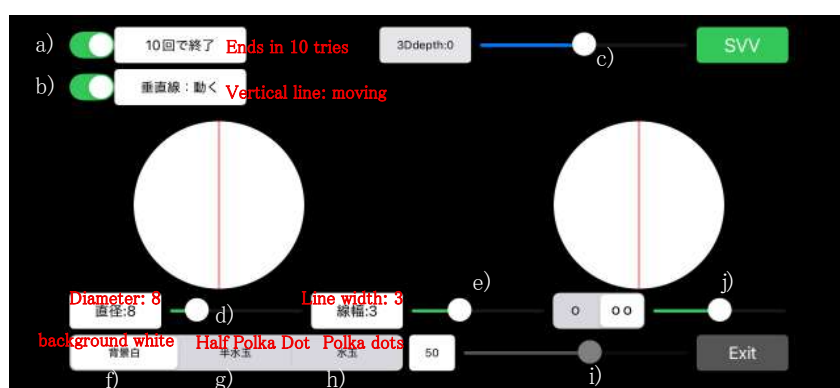 a) 10回で終了 Ends in 10 tries 3Ddepth:0 c) SVV
b) 垂直線：動く Vertical line: moving
e) j)
Diameter: 8 Line width: 3
直径:8 d) 線幅:3 O O O
background white Half Polka Dot Polka dots
背景白 半水玉 水玉 50 Exit
f) g) h) i)